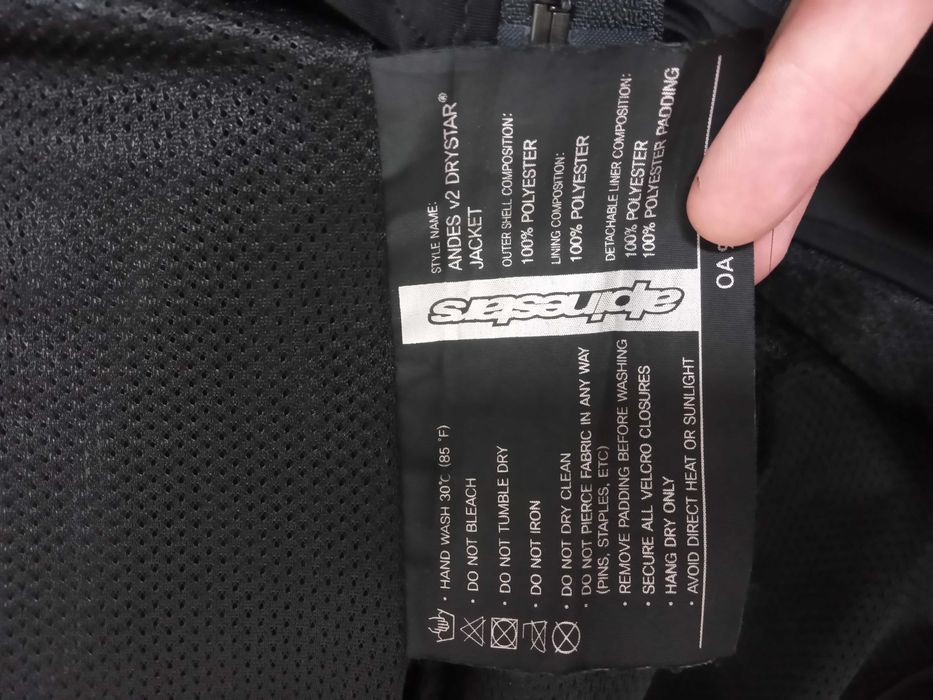 STYLE NAME:
ANDES v2 DRYSTAR®
JACKET
OUTER SHELL COMPOSITION:
100% POLYESTER
LINING COMPOSITION:
100% POLYESTER
DETACHABLE LINER COMPOSITION:
100% POLYESTER
100% POLYESTER PADDING
OA
alpinestars
• HAND WASH 30°C (85 °F)
• DO NOT BLEACH
• DO NOT TUMBLE DRY
• DO NOT IRON
• DO NOT DRY CLEAN
• DO NOT PIERCE FABRIC IN ANY WAY
(PINS, STAPLES, ETC)
• REMOVE PADDING BEFORE WASHING
• SECURE ALL VELCRO CLOSURES
• HANG DRY ONLY
• AVOID DIRECT HEAT OR SUNLIGHT